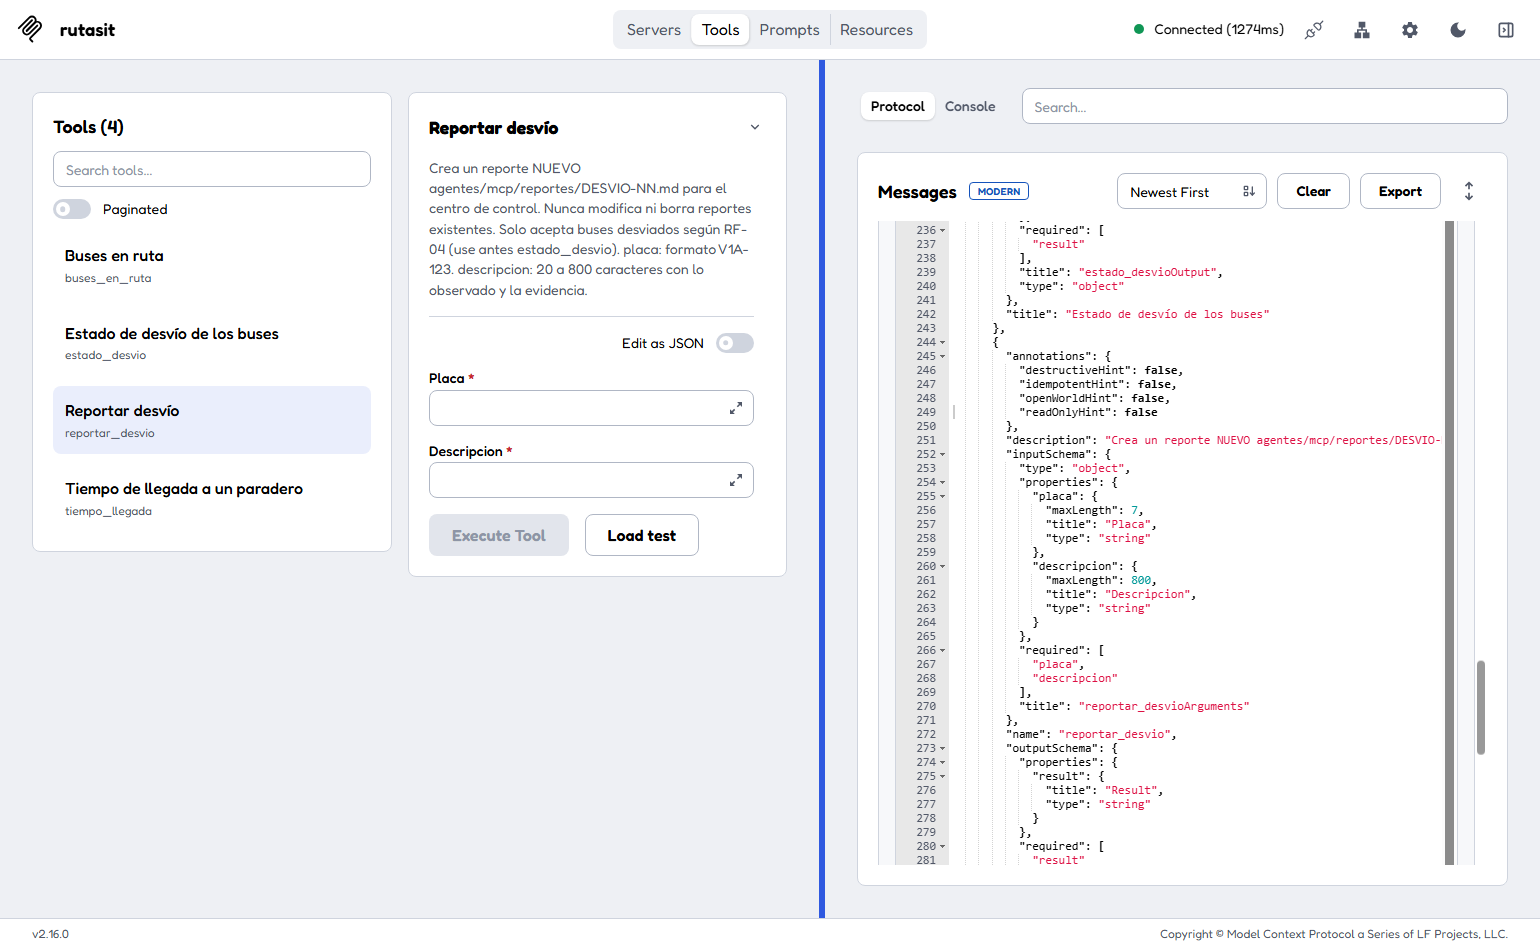 rutasit
Servers
Tools
Prompts
Resources
Connected (1274ms)
Tools (4)
Search tools...
Paginated
Buses en ruta
buses_en_ruta
Estado de desvío de los buses
estado_desvio
Reportar desvío
reportar_desvio
Tiempo de llegada a un paradero
tiempo_llegada
Reportar desvío
Crea un reporte NUEVO
agentes/mcp/reportes/DESVIO-NN.md para el
centro de control. Nunca modifica ni borra reportes
existentes. Solo acepta buses desviados según RF-
04 (use antes estado_desvio). placa: formato V1A-
123. descripcion: 20 a 800 caracteres con lo
observado y la evidencia.
Edit as JSON
Placa *
Descripcion *
Execute Tool
Load test
Protocol
Console
Search...
Messages
MODERN
Newest First
Clear
Export
236 "required": [
237 "result"
238 ],
239 "title": "estado_desvioOutput",
240 "type": "object"
241 },
242 "title": "Estado de desvío de los buses"
243 },
244 {
245 "annotations": {
246 "destructiveHint": false,
247 "idempotentHint": false,
248 "openWorldHint": false,
249 "readOnlyHint": false
250 },
251 "description": "Crea un reporte NUEVO agentes/mcp/reportes/DESVIO-
252 "inputSchema": {
253 "type": "object",
254 "properties": {
255 "placa": {
256 "maxLength": 7,
257 "title": "Placa",
258 "type": "string"
259 },
260 "descripcion": {
261 "maxLength": 800,
262 "title": "Descripcion",
263 "type": "string"
264 }
265 },
266 "required": [
267 "placa",
268 "descripcion"
269 ],
270 "title": "reportar_desvioArguments"
271 },
272 "name": "reportar_desvio",
273 "outputSchema": {
274 "properties": {
275 "result": {
276 "title": "Result",
277 "type": "string"
278 }
279 },
280 "required": [
281 "result"
v2.16.0
Copyright © Model Context Protocol a Series of LF Projects, LLC.